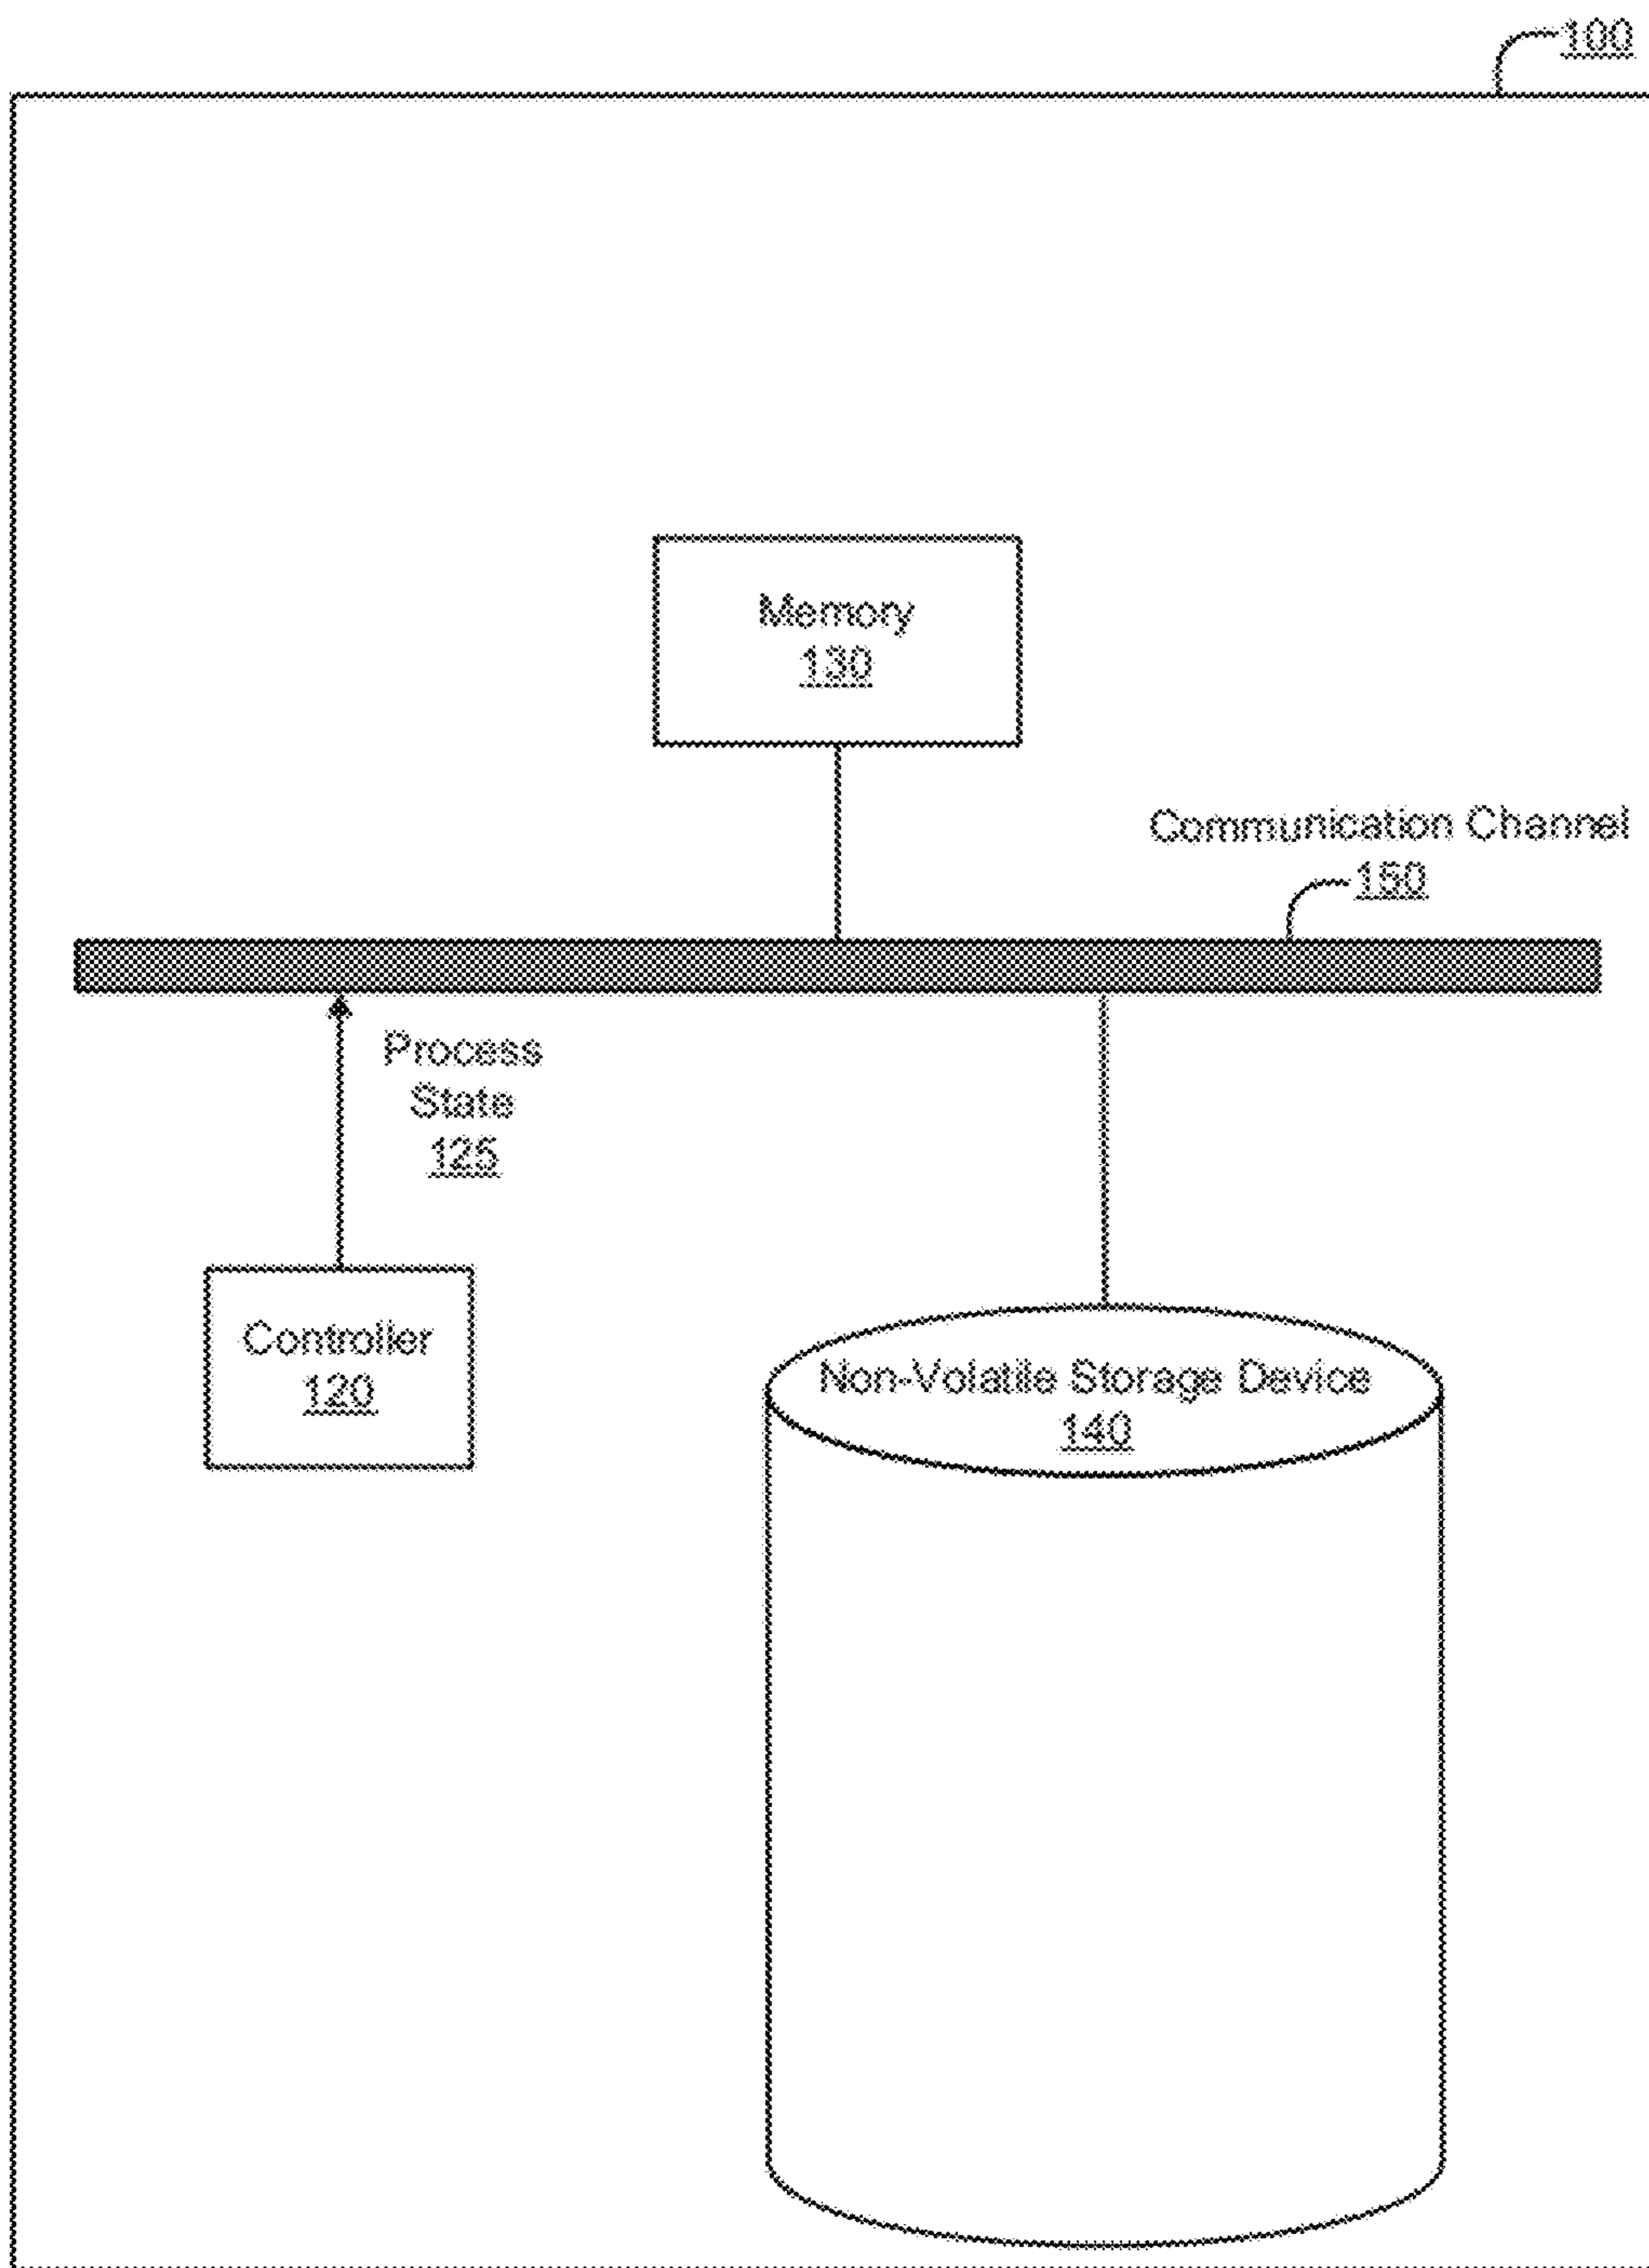 100
Memory
130
Communication Channel
150
Process
State
125
Controller
120
Non-Volatile Storage Device
140